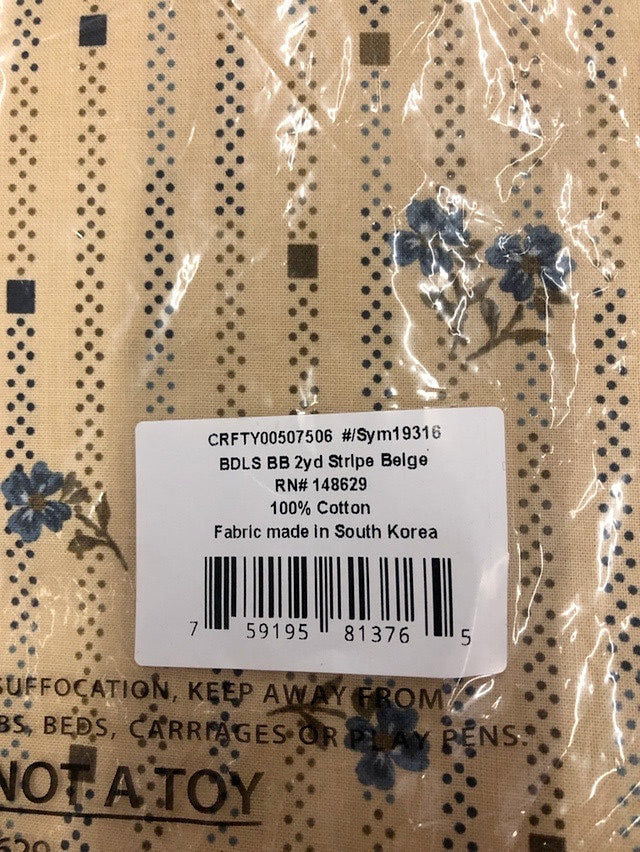 CRFTY00507506 #/Sym19316
BDLS BB 2yd Stripe Beige
RN# 148629
100% Cotton
Fabric made in South Korea
7 59195 81376 5
SUFFOCATION, KEEP AWAY FROM
BS, BEDS, CARRIAGES OR PLAY PENS.
NOT A TOY
629